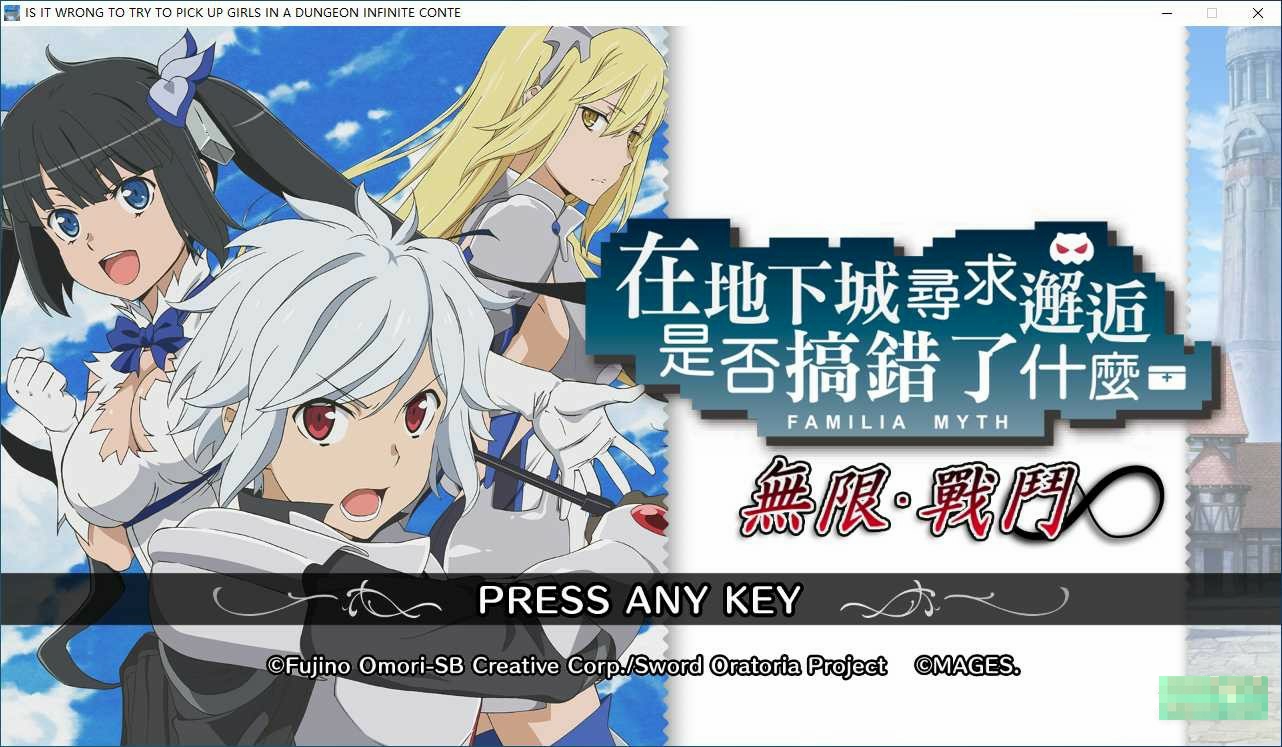 IS IT WRONG TO TRY TO PICK UP GIRLS IN A DUNGEON INFINITE CONTE
在地下城尋求邂逅
是否搞錯了什麼
FAMILIA MYTH
無限·戰鬥∞
PRESS ANY KEY
©Fujino Omori-SB Creative Corp./Sword Oratoria Project ©MAGES.